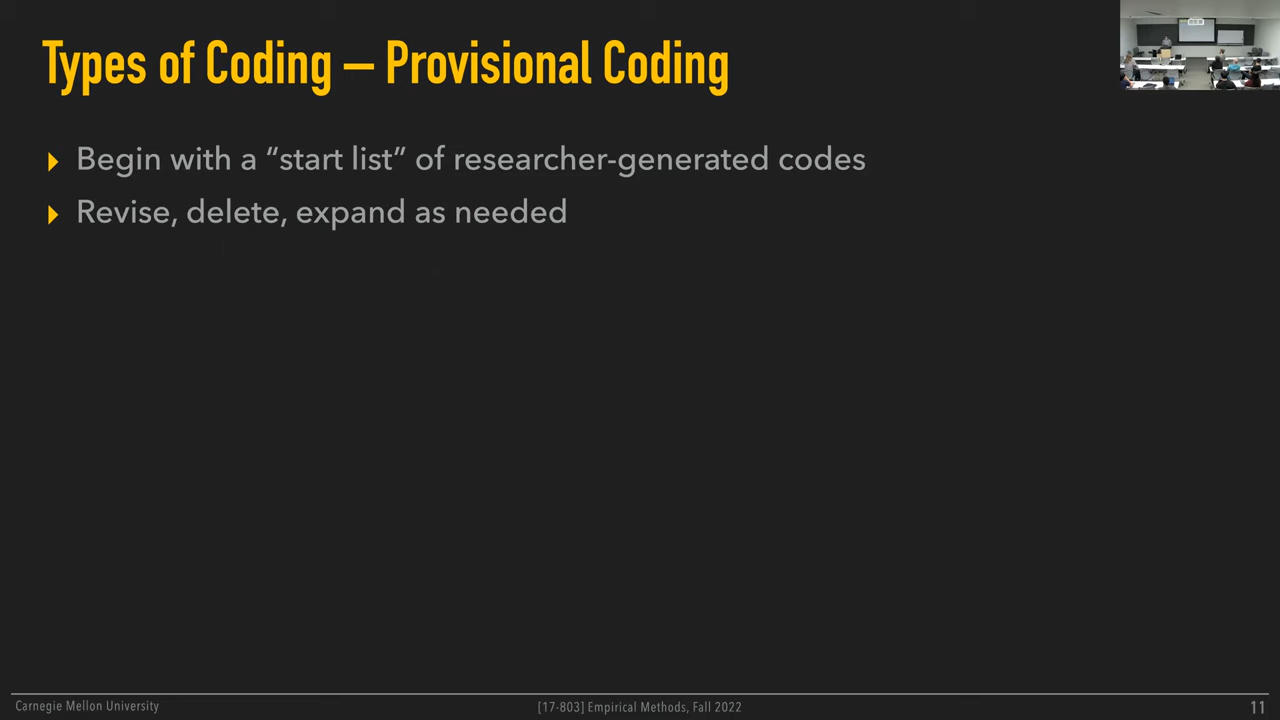 Types of Coding — Provisional Coding
Begin with a “start list” of researcher-generated codes
Revise, delete, expand as needed
Carnegie Mellon University
[17-803] Empirical Methods, Fall 2022
11